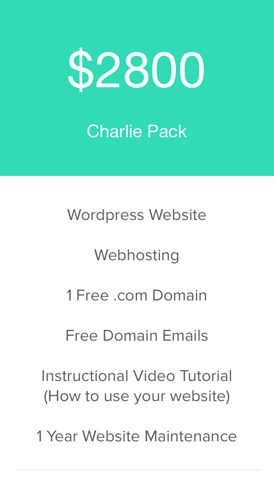 $2800
Charlie Pack
Wordpress Website
Webhosting
1 Free .com Domain
Free Domain Emails
Instructional Video Tutorial
(How to use your website)
1 Year Website Maintenance